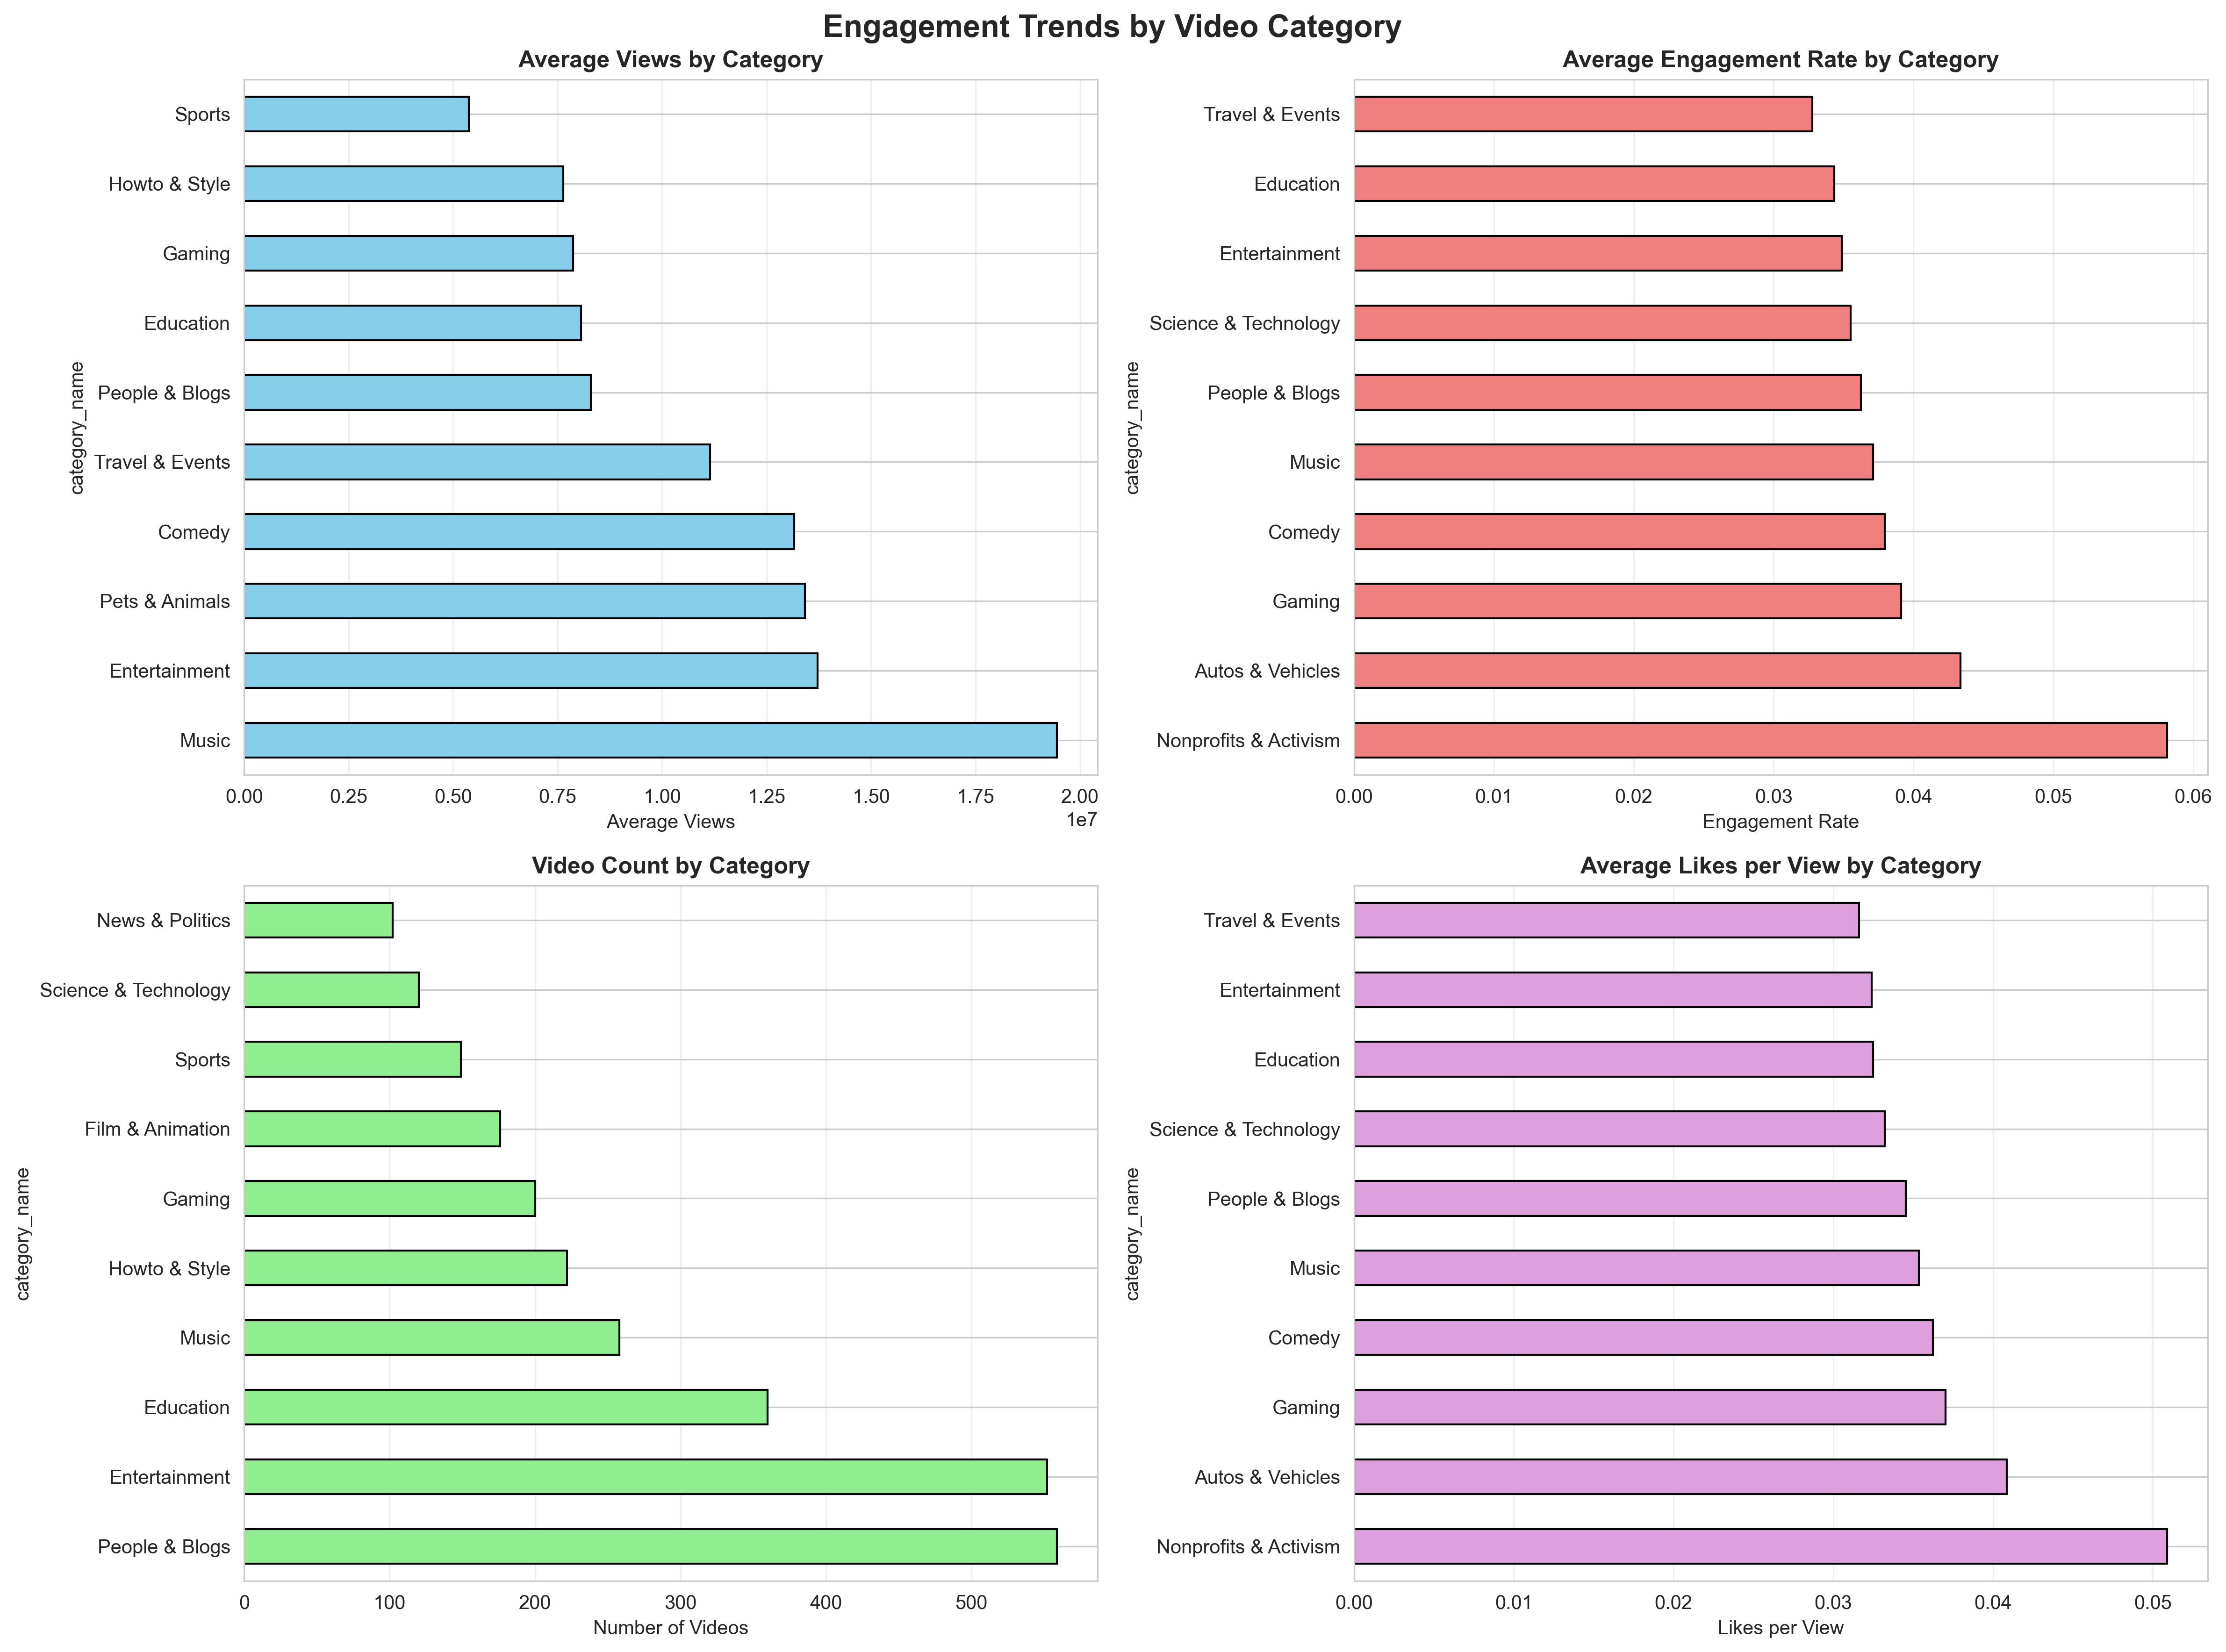 Engagement Trends by Video Category
Average Views by Category
category_name
Sports
Howto & Style
Gaming
Education
People & Blogs
Travel & Events
Comedy
Pets & Animals
Entertainment
Music
0.00 0.25 0.50 0.75 1.00 1.25 1.50 1.75 2.00
1e7
Average Views
Average Engagement Rate by Category
category_name
Travel & Events
Education
Entertainment
Science & Technology
People & Blogs
Music
Comedy
Gaming
Autos & Vehicles
Nonprofits & Activism
0.00 0.01 0.02 0.03 0.04 0.05 0.06
Engagement Rate
Video Count by Category
category_name
News & Politics
Science & Technology
Sports
Film & Animation
Gaming
Howto & Style
Music
Education
Entertainment
People & Blogs
0 100 200 300 400 500
Number of Videos
Average Likes per View by Category
category_name
Travel & Events
Entertainment
Education
Science & Technology
People & Blogs
Music
Comedy
Gaming
Autos & Vehicles
Nonprofits & Activism
0.00 0.01 0.02 0.03 0.04 0.05
Likes per View